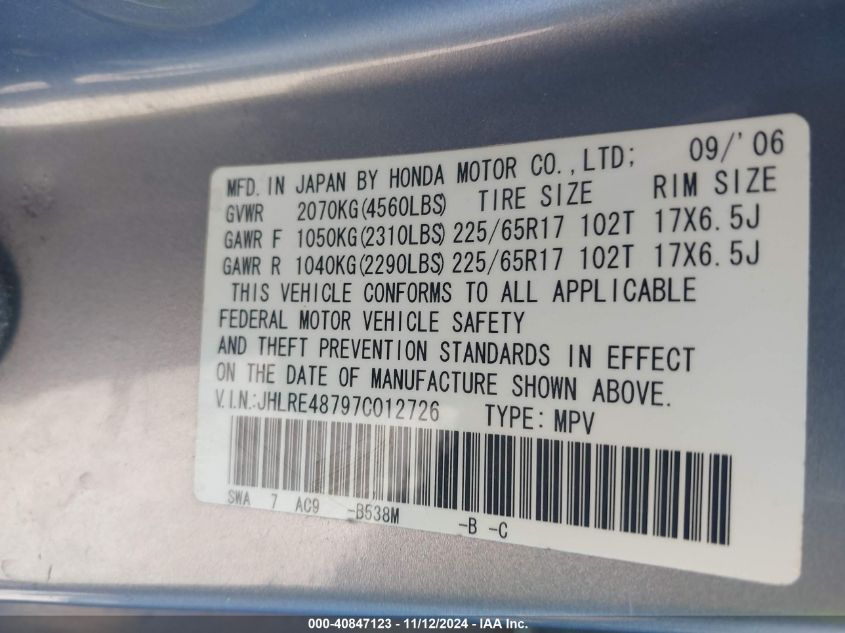 09/'06
MFD. IN JAPAN BY HONDA MOTOR CO.,LTD;
GVWR 2070KG(4560LBS) TIRE SIZE RIM SIZE
GAWR F 1050KG(2310LBS) 225/65R17 102T 17X6.5J
GAWR R 1040KG(2290LBS) 225/65R17 102T 17X6.5J
THIS VEHICLE CONFORMS TO ALL APPLICABLE
FEDERAL MOTOR VEHICLE SAFETY
AND THEFT PREVENTION STANDARDS IN EFFECT
ON THE DATE OF MANUFACTURE SHOWN ABOVE.
V.I.N.:JHLRE48797C012726 TYPE: MPV
SWA 7 AC9 -B538M -B -C
000-40847123 - 11/12/2024 - IAA Inc.